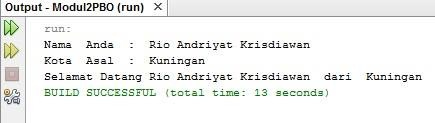 Output - Modul2PBO (run)
run:
Nama  Anda  :  Rio Andriyat Krisdiawan
Kota  Asal  :  Kuningan
Selamat Datang Rio Andriyat Krisdiawan  dari  Kuningan
BUILD SUCCESSFUL (total time: 13 seconds)